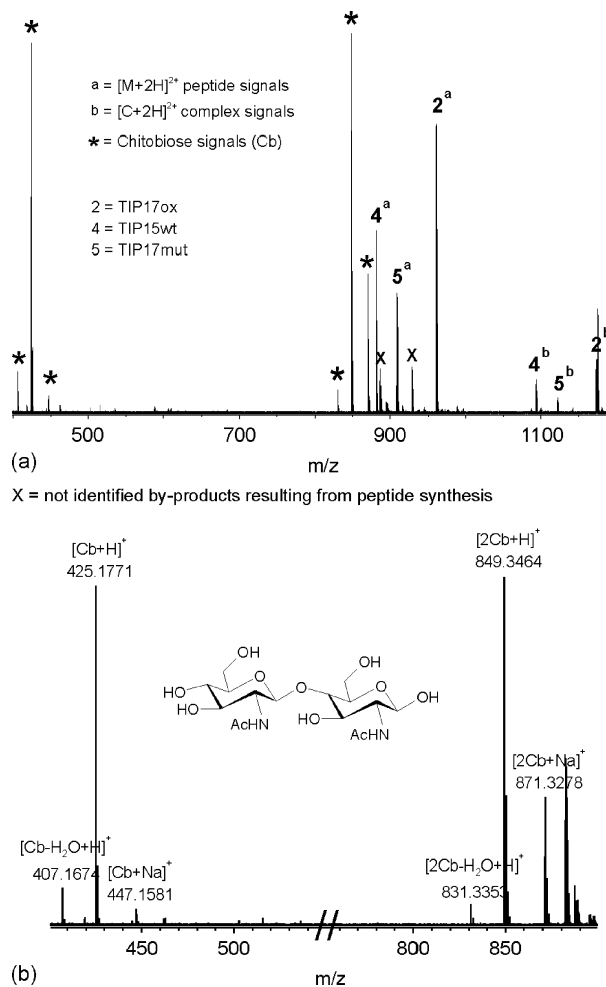 *
*
a = [M+2H]²⁺ peptide signals
b = [C+2H]²⁺ complex signals
* = Chitobiose signals (Cb)
2ᵃ
2 = TIP17ox
4 = TIP15wt
5 = TIP17mut
4ᵃ
*
5ᵃ
*
*
*
X
X
4ᵇ
5ᵇ
2ᵇ
500
700
900
1100
(a)
m/z
X = not identified by-products resulting from peptide synthesis
[Cb+H]⁺
425.1771
[2Cb+H]⁺
849.3464
OH
HO
HO
O
AcHN
O
OH
HO
O
AcHN
OH
[2Cb+Na]⁺
871.3278
[Cb-H₂O+H]⁺
407.1674
[Cb+Na]⁺
447.1581
[2Cb-H₂O+H]⁺
831.3353
450
500
800
850
(b)
m/z